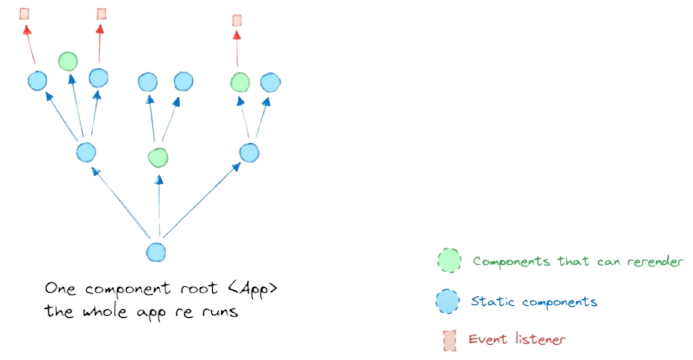 One component root <App>
the whole app re runs
Components that can rerender
Static components
Event listener